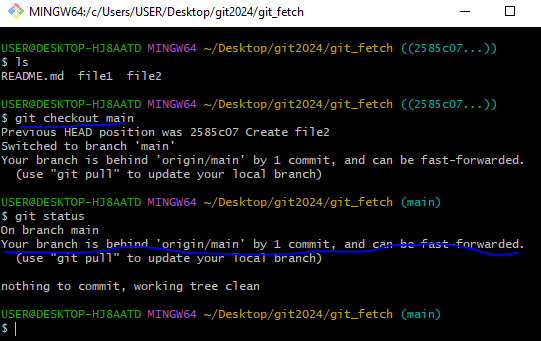 MINGW64:/c/Users/USER/Desktop/git2024/git_fetch
USER@DESKTOP-HJ8AATD MINGW64 ~/Desktop/git2024/git_fetch ((2585c07...))
$ ls
README.md  file1  file2
USER@DESKTOP-HJ8AATD MINGW64 ~/Desktop/git2024/git_fetch ((2585c07...))
$ git checkout main
Previous HEAD position was 2585c07 Create file2
Switched to branch 'main'
Your branch is behind 'origin/main' by 1 commit, and can be fast-forwarded.
  (use "git pull" to update your local branch)
USER@DESKTOP-HJ8AATD MINGW64 ~/Desktop/git2024/git_fetch (main)
$ git status
On branch main
Your branch is behind 'origin/main' by 1 commit, and can be fast-forwarded.
  (use "git pull" to update your local branch)
nothing to commit, working tree clean
USER@DESKTOP-HJ8AATD MINGW64 ~/Desktop/git2024/git_fetch (main)
$